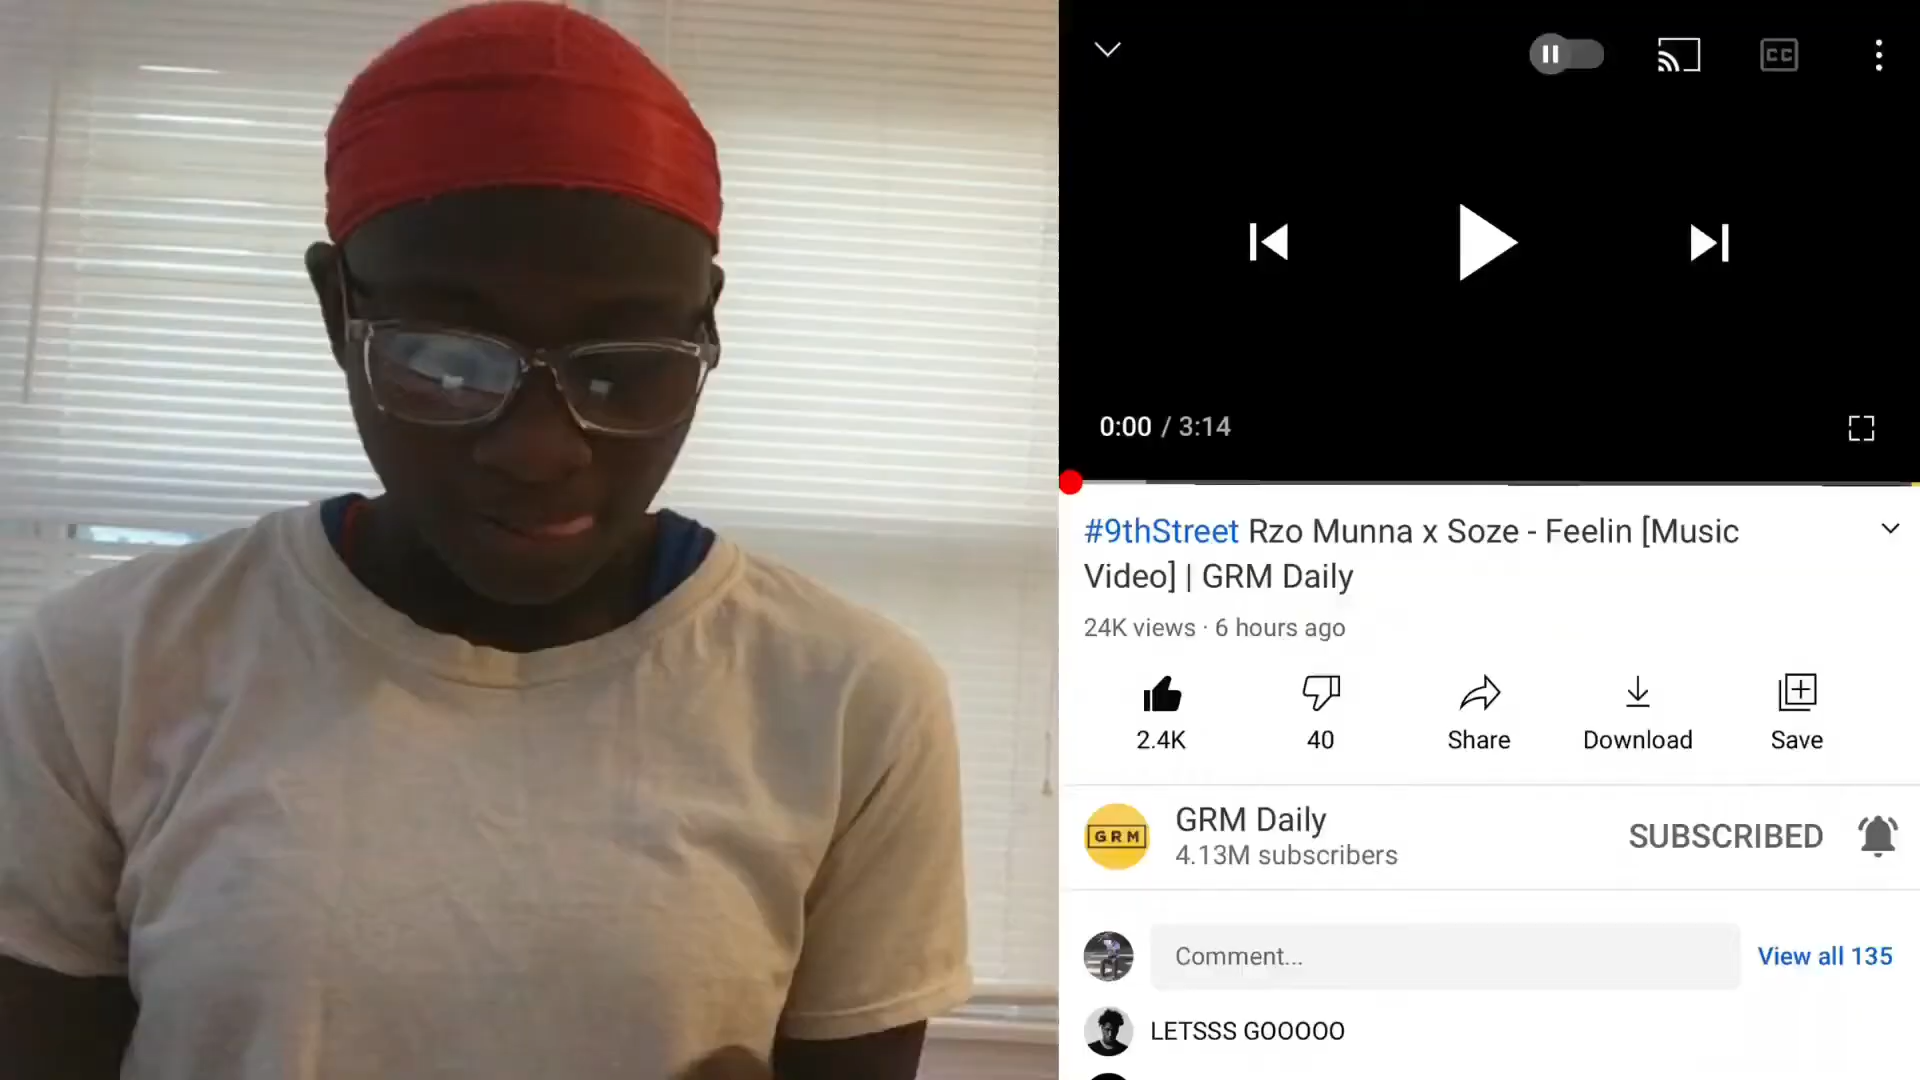 CC
0:00 / 3:14
#9thStreet Rzo Munna x Soze - Feelin [Music
Video] | GRM Daily
24K views · 6 hours ago
2.4K
40
Share
Download
Save
GRM
GRM Daily
4.13M subscribers
SUBSCRIBED
Comment...
View all 135
LETSSS GOOOOO